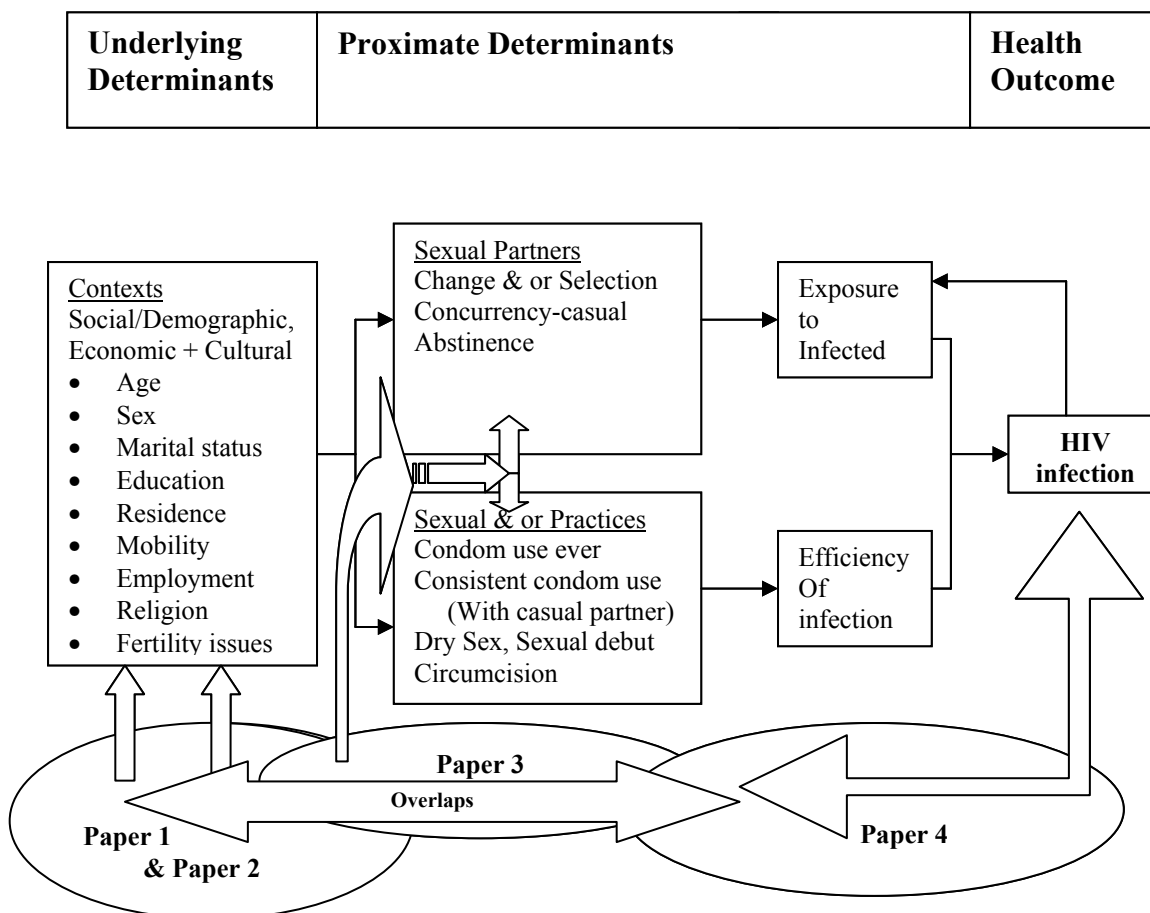 Underlying
Determinants
Proximate Determinants
Health
Outcome
Contexts
Social/Demographic,
Economic + Cultural
• Age
• Sex
• Marital status
• Education
• Residence
• Mobility
• Employment
• Religion
• Fertility issues
Sexual Partners
Change & or Selection
Concurrency-casual
Abstinence
Sexual & or Practices
Condom use ever
Consistent condom use
(With casual partner)
Dry Sex, Sexual debut
Circumcision
Exposure
to
Infected
Efficiency
Of
infection
HIV
infection
Paper 1
& Paper 2
Paper 3
Overlaps
Paper 4